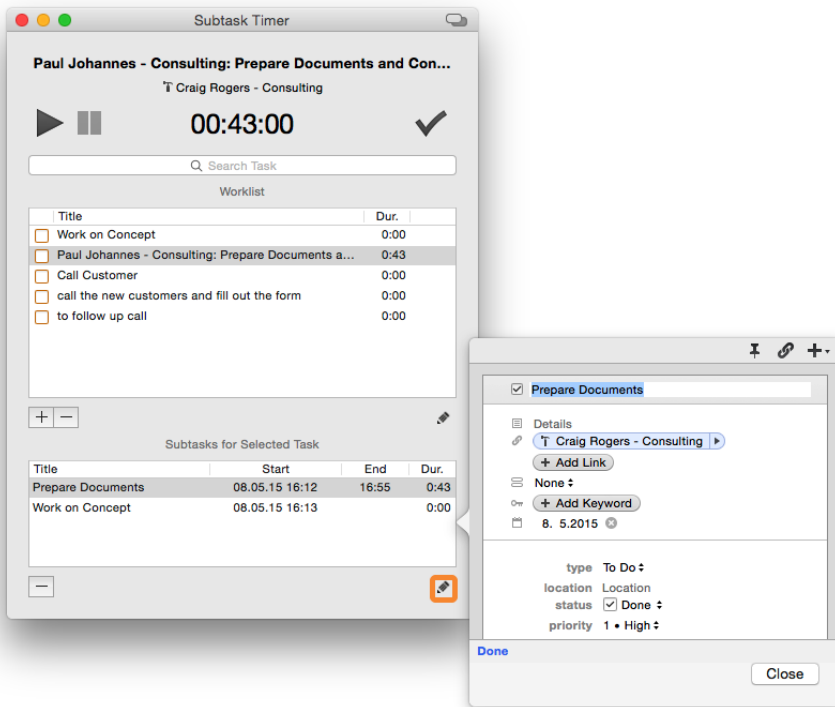 Subtask Timer
Paul Johannes - Consulting: Prepare Documents and Con...
Craig Rogers - Consulting
00:43:00
Search Task
Worklist
Title Dur.
Work on Concept 0:00
Paul Johannes - Consulting: Prepare Documents a... 0:43
Call Customer 0:00
call the new customers and fill out the form 0:00
to follow up call 0:00
Subtasks for Selected Task
Title Start End Dur.
Prepare Documents 08.05.15 16:12 16:55 0:43
Work on Concept 08.05.15 16:13 0:00
Prepare Documents
Details
Craig Rogers - Consulting
+ Add Link
None
+ Add Keyword
8. 5.2015
type To Do
location Location
status Done
priority 1 • High
Done
Close